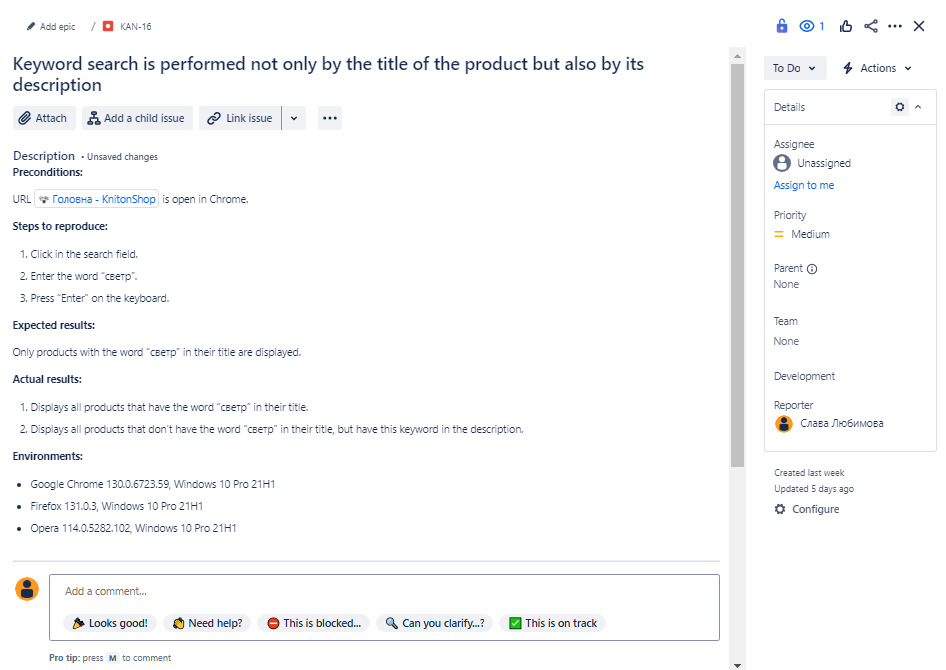 Add epic / KAN-16
1
Keyword search is performed not only by the title of the product but also by its
description
To Do
Actions
Attach
Add a child issue
Link issue
Details
Description • Unsaved changes
Preconditions:
URL Головна - KnitonShop is open in Chrome.
Steps to reproduce:
1. Click in the search field.
2. Enter the word “светр”.
3. Press “Enter” on the keyboard.
Expected results:
Only products with the word “светр” in their title are displayed.
Actual results:
1. Displays all products that have the word “светр” in their title.
2. Displays all products that don't have the word “светр” in their title, but have this keyword in the description.
Environments:
• Google Chrome 130.0.6723.59, Windows 10 Pro 21H1
• Firefox 131.0.3, Windows 10 Pro 21H1
• Opera 114.0.5282.102, Windows 10 Pro 21H1
Assignee
Unassigned
Assign to me
Priority
Medium
Parent
None
Team
None
Development
Reporter
Слава Любимова
Created last week
Updated 5 days ago
Configure
Add a comment...
Looks good!
Need help?
This is blocked...
Can you clarify...?
This is on track
Pro tip: press M to comment